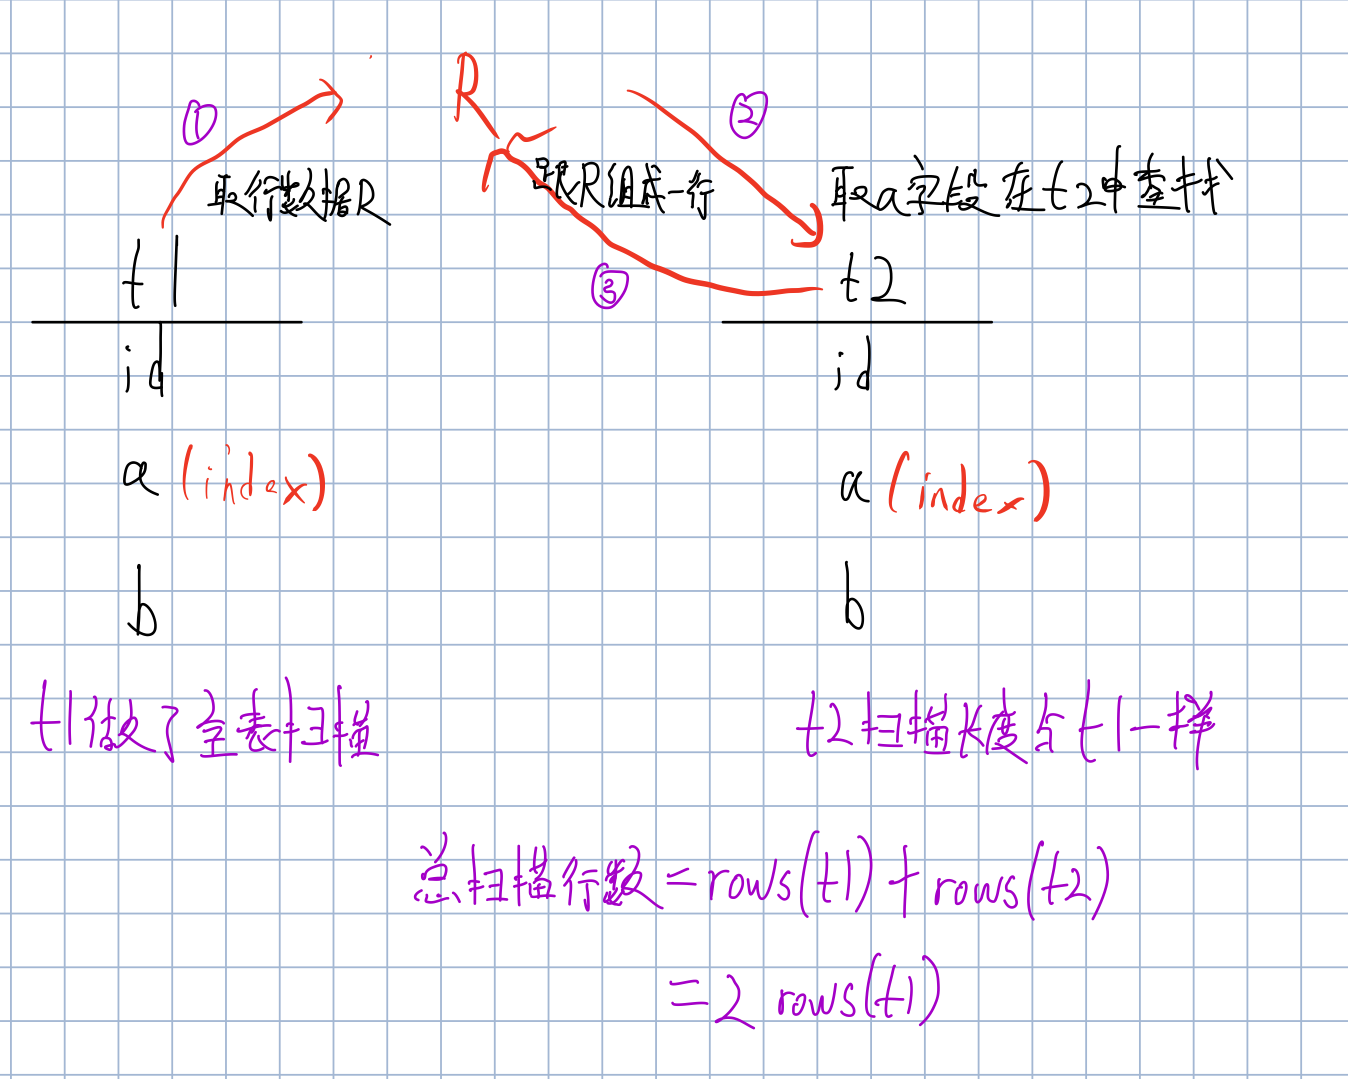 ① R ②
取行数据R 跟R组成一行 取a字段在t2中查找
③
t1 t2
id id
a (index) a (index)
b b
t1做了全表扫描 t2扫描长度与t1一样
总扫描行数=rows(t1)+rows(t2)
=2 rows(t1)